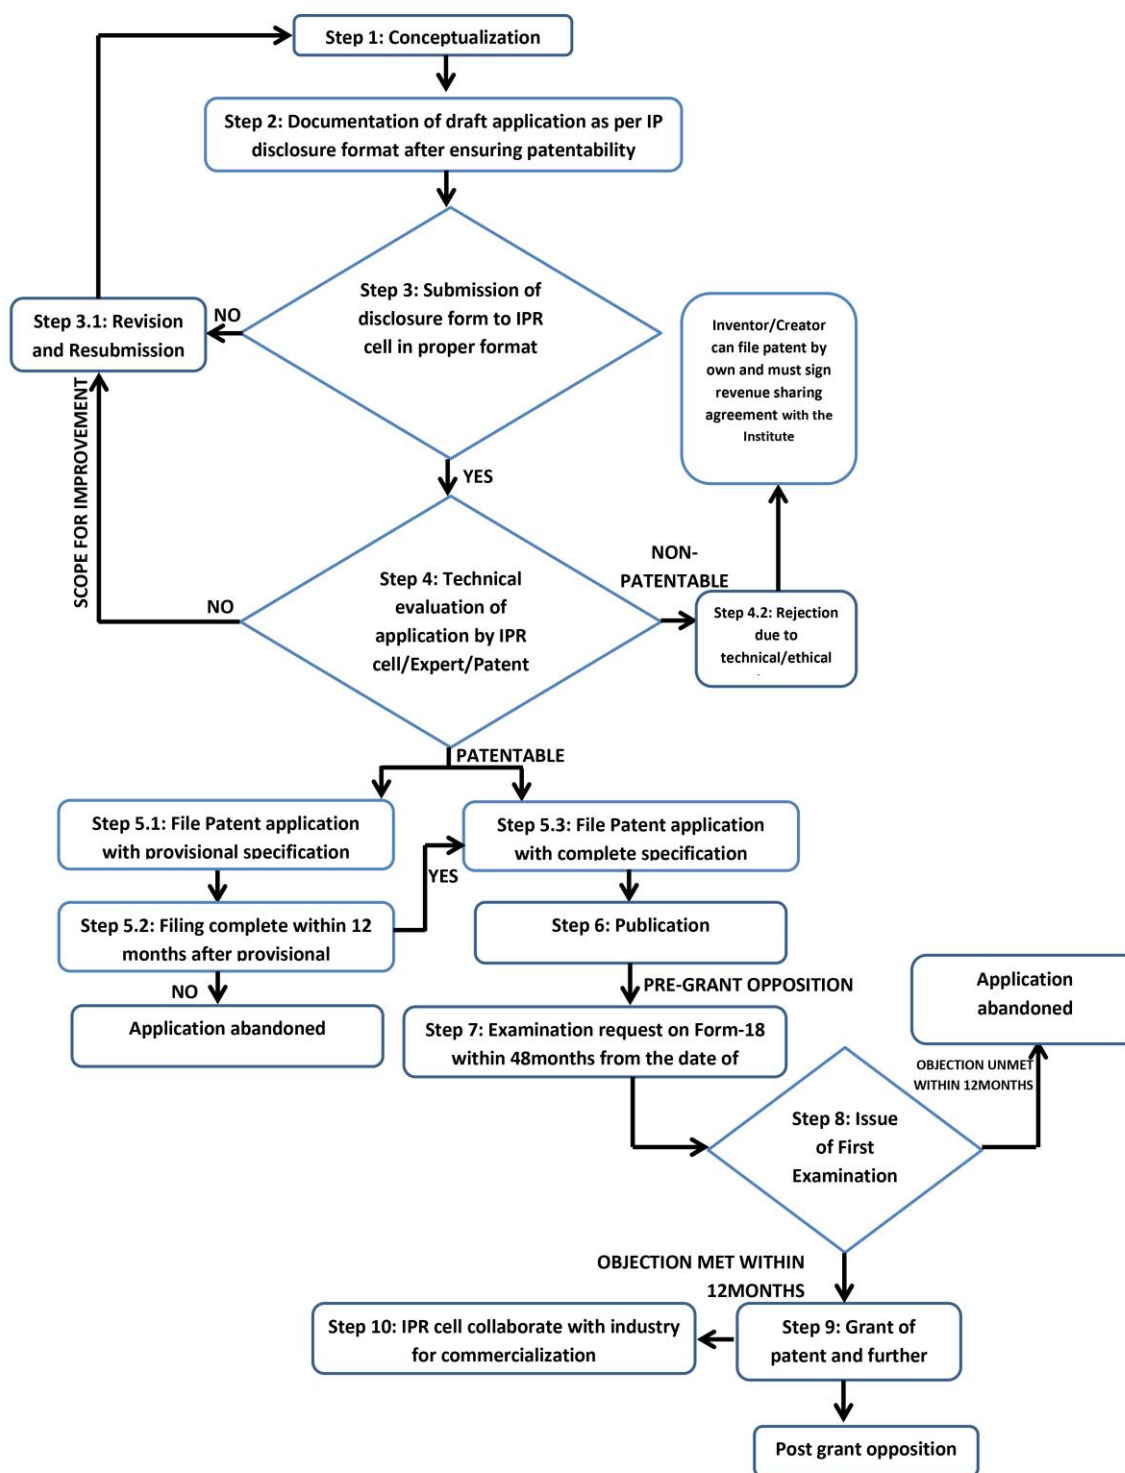 Step 1: Conceptualization
Step 2: Documentation of draft application as per IP
disclosure format after ensuring patentability
Step 3: Submission of
disclosure form to IPR
cell in proper format
NO
Step 3.1: Revision
and Resubmission
Inventor/Creator
can file patent by
own and must sign
revenue sharing
agreement with the
Institute
SCOPE FOR IMPROVEMENT
YES
Step 4: Technical
evaluation of
application by IPR
cell/Expert/Patent
NO
NON-
PATENTABLE
Step 4.2: Rejection
due to
technical/ethical
PATENTABLE
Step 5.1: File Patent application
with provisional specification
Step 5.3: File Patent application
with complete specification
YES
Step 5.2: Filing complete within 12
months after provisional
Step 6: Publication
NO
Application abandoned
PRE-GRANT OPPOSITION
Step 7: Examination request on Form-18
within 48months from the date of
Application
abandoned
OBJECTION UNMET
WITHIN 12MONTHS
Step 8: Issue
of First
Examination
OBJECTION MET WITHIN
12MONTHS
Step 9: Grant of
patent and further
Step 10: IPR cell collaborate with industry
for commercialization
Post grant opposition